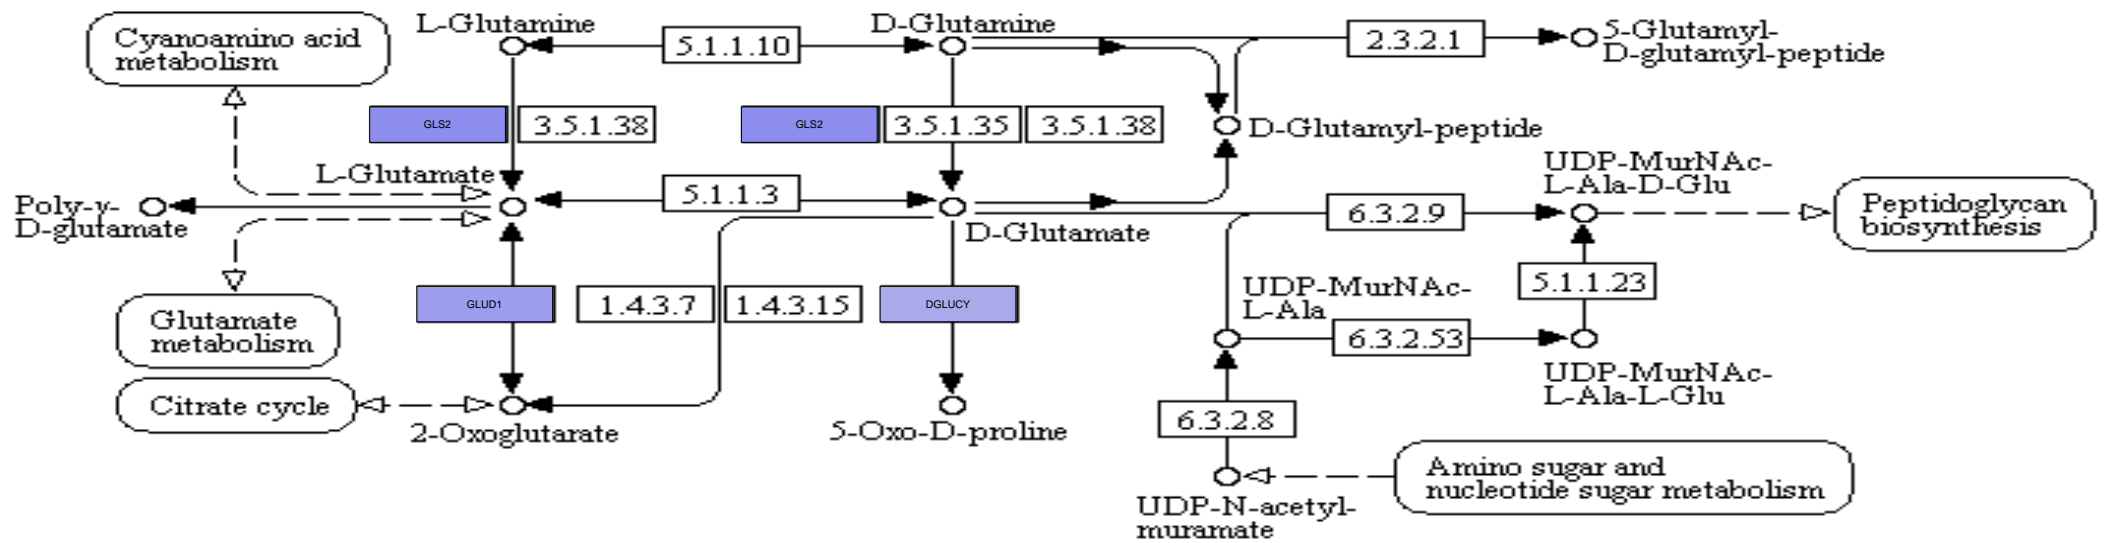 Cyanoamino acid
metabolism
L-Glutamine
5.1.1.10
D-Glutamine
2.3.2.1
5-Glutamyl-
D-glutamyl-peptide
GLS2
3.5.1.38
GLS2
3.5.1.35
3.5.1.38
D-Glutamyl-peptide
L-Glutamate
5.1.1.3
Poly-γ-
D-glutamate
D-Glutamate
6.3.2.9
UDP-MurNAc-
L-Ala-D-Glu
Peptidoglycan
biosynthesis
Glutamate
metabolism
GLUD1
1.4.3.7
1.4.3.15
DGLUCY
UDP-MurNAc-
L-Ala
5.1.1.23
6.3.2.53
UDP-MurNAc-
L-Ala-L-Glu
Citrate cycle
2-Oxoglutarate
5-Oxo-D-proline
6.3.2.8
UDP-N-acetyl-
muramate
Amino sugar and
nucleotide sugar metabolism